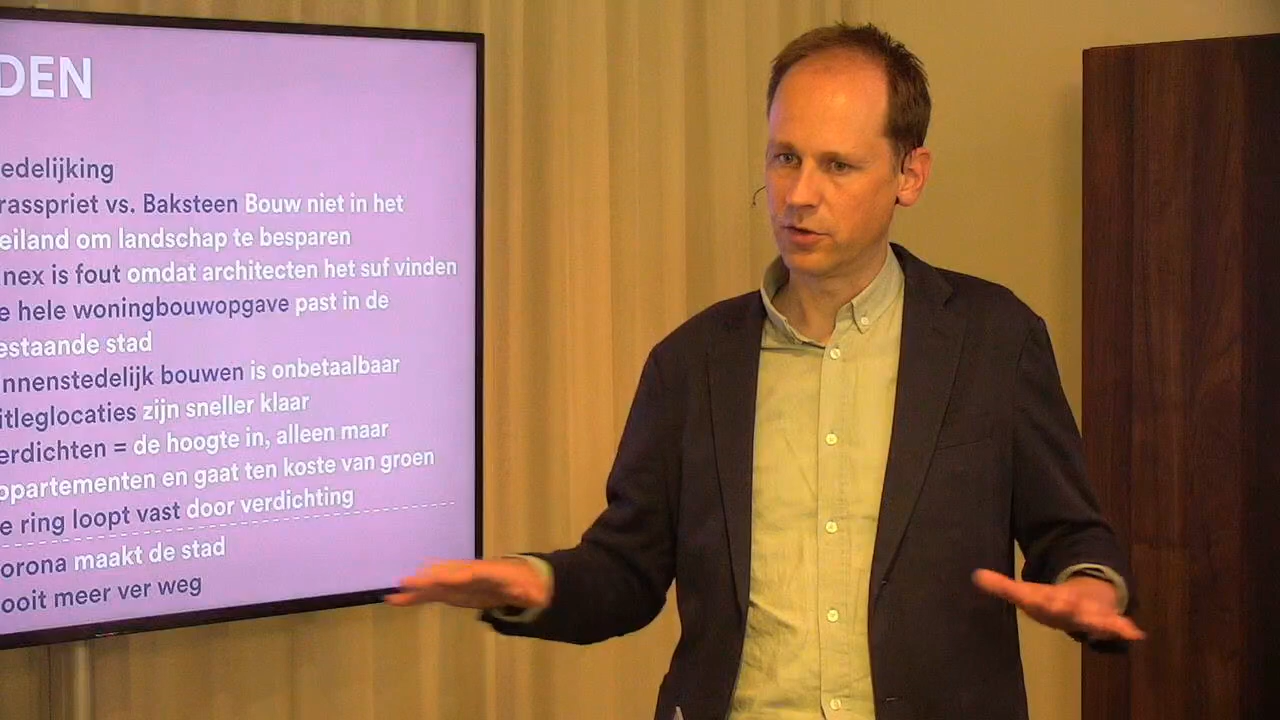 DEN
edelijking
rasspriet vs. Baksteen Bouw niet in het
eiland om landschap te besparen
nex is fout omdat architecten het suf vinden
e hele woningbouwopgave past in de
estaande stad
nnenstedelijk bouwen is onbetaalbaar
itleglocaties zijn sneller klaar
erdichten = de hoogte in, alleen maar
ppartementen en gaat ten koste van groen
e ring loopt vast door verdichting
orona maakt de stad
ooit meer ver weg